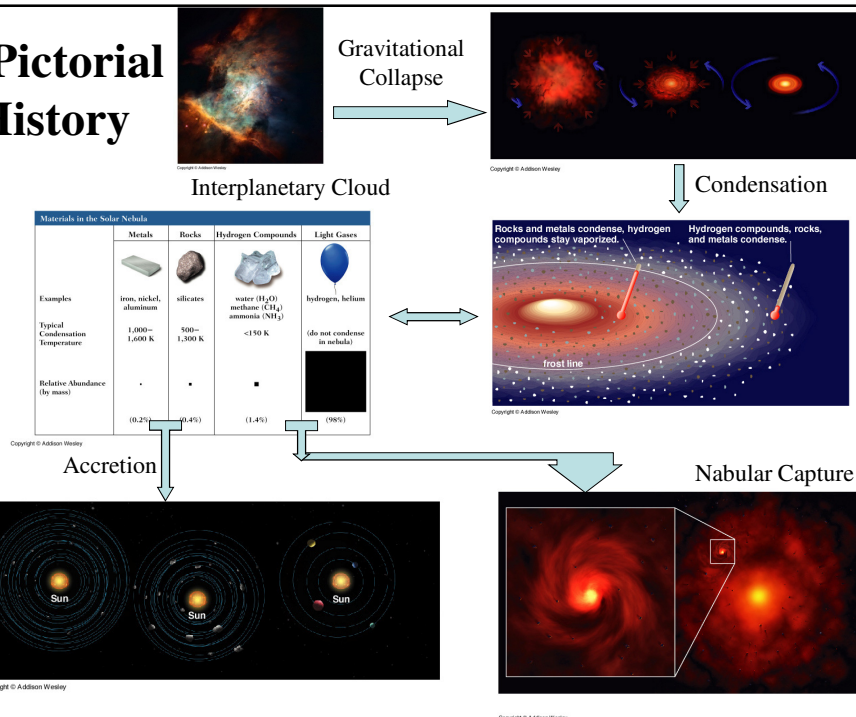 Pictorial
History
Copyright © Addison Wesley
Gravitational
Collapse
Copyright © Addison Wesley
Interplanetary Cloud
Condensation
Materials in the Solar Nebula
Metals Rocks Hydrogen Compounds Light Gases
Examples
iron, nickel,
aluminum
silicates
water (H₂O)
methane (CH₄)
ammonia (NH₃)
hydrogen, helium
Typical
Condensation
Temperature
1,000–
1,600 K
500–
1,300 K
<150 K
(do not condense
in nebula)
Relative Abundance
(by mass)
(0.2%) (0.4%) (1.4%) (98%)
Copyright © Addison Wesley
Rocks and metals condense, hydrogen
compounds stay vaporized.
Hydrogen compounds, rocks,
and metals condense.
frost line
Copyright © Addison Wesley
Accretion
Nabular Capture
Sun
Sun
Sun
ght © Addison Wesley